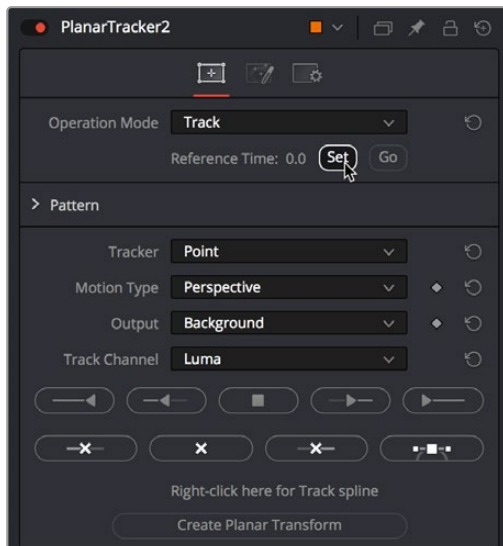 PlanarTracker2
Operation Mode Track
Reference Time: 0.0 Set Go
Pattern
Tracker Point
Motion Type Perspective
Output Background
Track Channel Luma
Right-click here for Track spline
Create Planar Transform